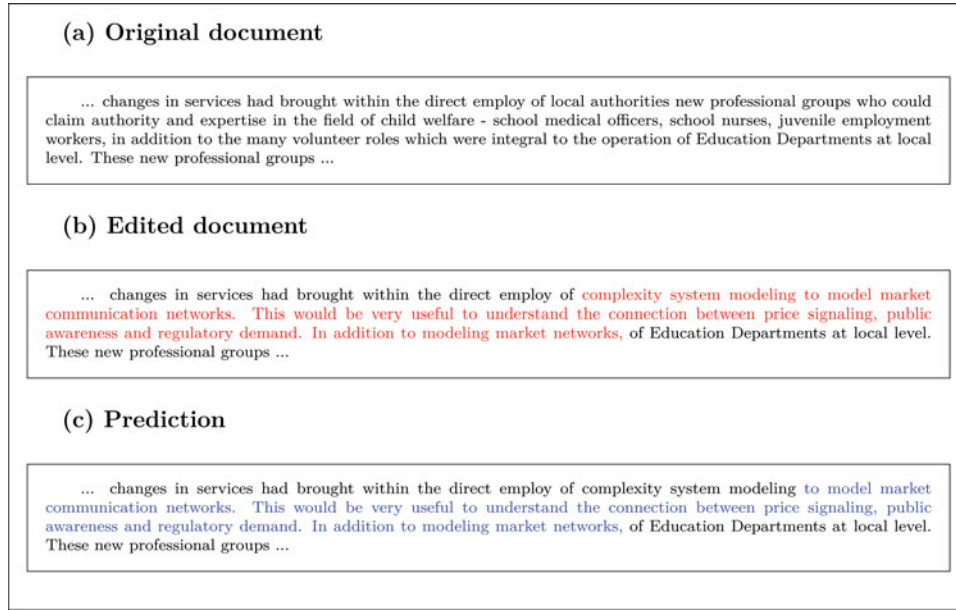 (a) Original document
... changes in services had brought within the direct employ of local authorities new professional groups who could
claim authority and expertise in the field of child welfare - school medical officers, school nurses, juvenile employment
workers, in addition to the many volunteer roles which were integral to the operation of Education Departments at local
level. These new professional groups ...
(b) Edited document
... changes in services had brought within the direct employ of complexity system modeling to model market
communication networks. This would be very useful to understand the connection between price signaling, public
awareness and regulatory demand. In addition to modeling market networks, of Education Departments at local level.
These new professional groups ...
(c) Prediction
... changes in services had brought within the direct employ of complexity system modeling to model market
communication networks. This would be very useful to understand the connection between price signaling, public
awareness and regulatory demand. In addition to modeling market networks, of Education Departments at local level.
These new professional groups ...